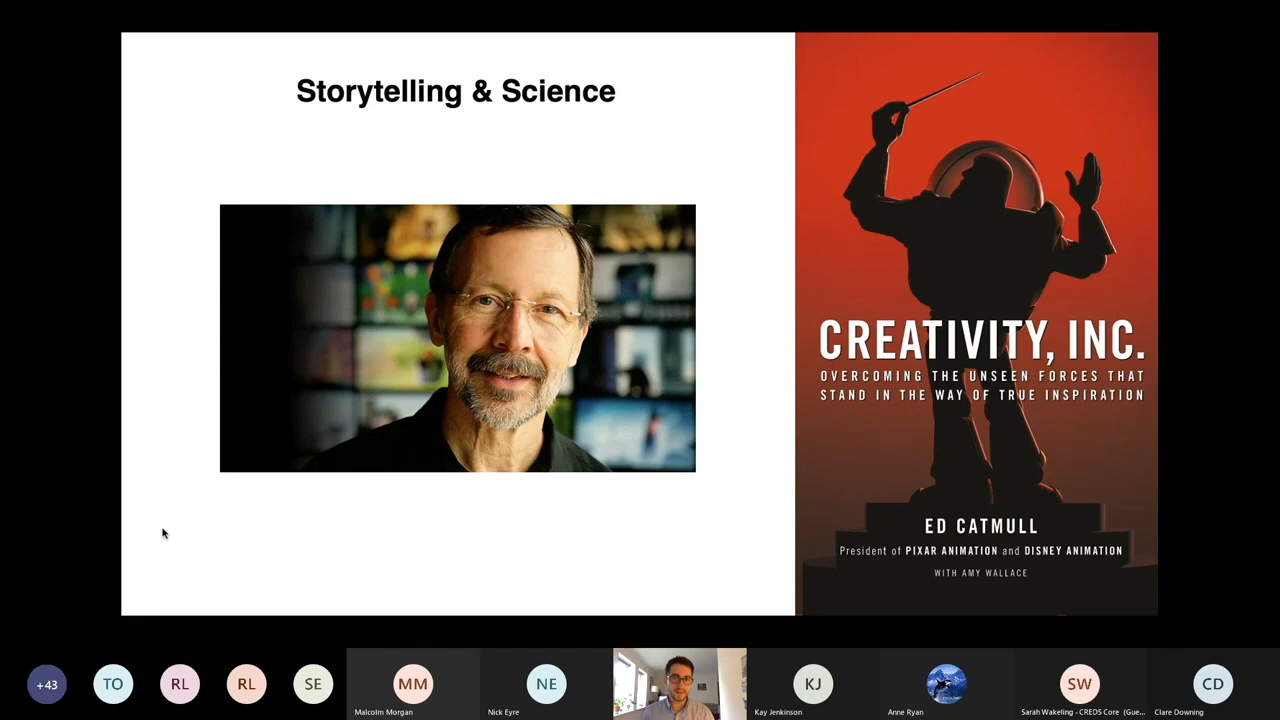 Storytelling & Science
CREATIVITY, INC.
OVERCOMING THE UNSEEN FORCES THAT
STAND IN THE WAY OF TRUE INSPIRATION
ED CATMULL
President of PIXAR ANIMATION and DISNEY ANIMATION
WITH AMY WALLACE
+43
TO
RL
RL
SE
MM
Malcolm Morgan
NE
Nick Eyre
KJ
Kay Jenkinson
Anne Ryan
SW
Sarah Wakeling - CREDS Core (Gue...
CD
Clare Downing